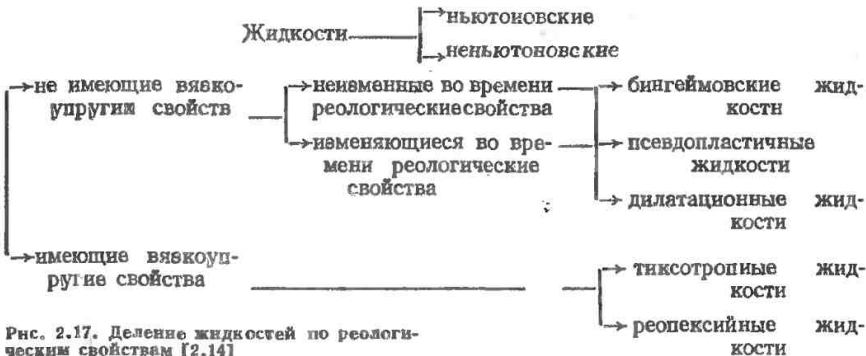 ньютоновские
Жидкости
неньютоновские
не имеющие вязко-
упругих свойств
неизменные во времени
реологические свойства
изменяющиеся во вре-
мени реологические
свойства
бингеймовские жид-
кости
псевдопластичные
жидкости
дилатационные жид-
кости
имеющие вязкоуп-
ругие свойства
тиксотропные жид-
кости
реопексийные жид-
кости
Рис. 2.17. Деление жидкостей по реологи-
ческим свойствам [2.14]